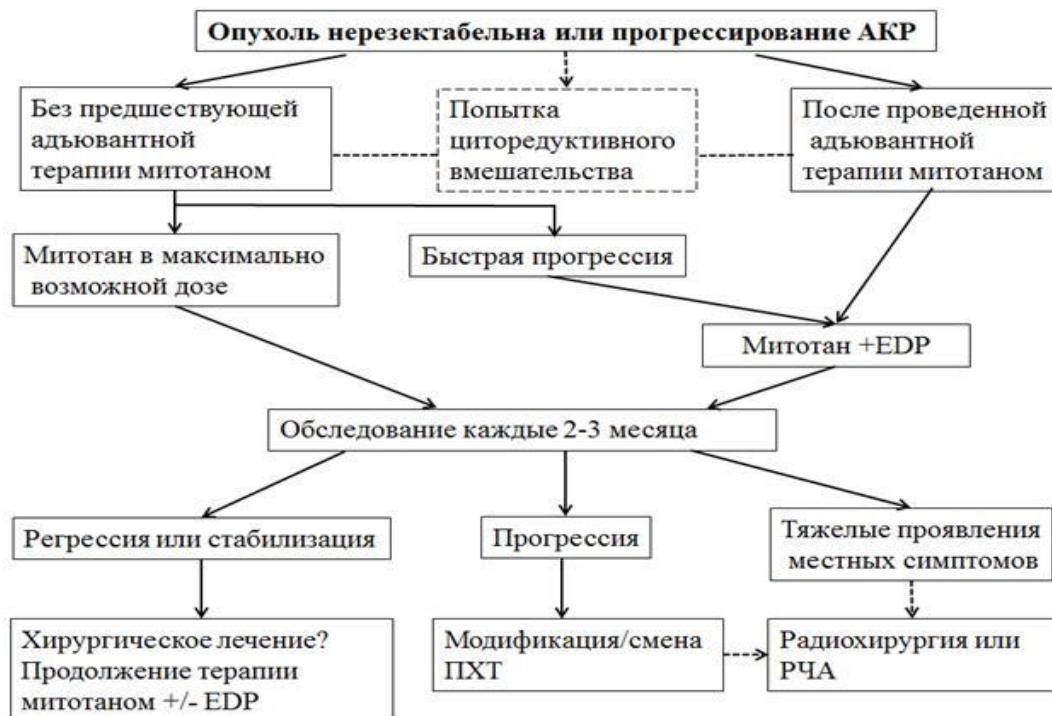 Опухоль нерезектабельна или прогрессирование АКР
Без предшествующей
адъювантной
терапии митотаном
Попытка
циторедуктивного
вмешательства
После проведенной
адъювантной
терапии митотаном
Митотан в максимально
возможной дозе
Быстрая прогрессия
Митотан +EDP
Обследование каждые 2-3 месяца
Регрессия или стабилизация
Прогрессия
Тяжелые проявления
местных симптомов
Хирургическое лечение?
Продолжение терапии
митотаном +/- EDP
Модификация/смена
ПХТ
Радиохирургия или
РЧА